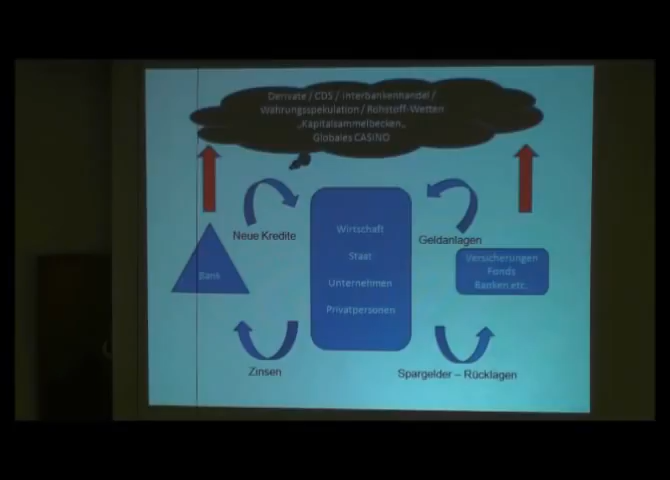 Derivate / CDS / Interbankenhandel /
Währungsspekulation / Rohstoff-Wetten
„Kapitalsammelbecken„
Globales CASINO
Neue Kredite
Geldanlagen
Wirtschaft
Staat
Unternehmen
Privatpersonen
Bank
Versicherungen
Fonds
Banken etc.
Zinsen
Spargelder – Rücklagen